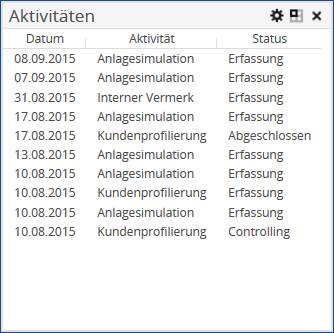 Aktivitäten
Datum Aktivität Status
08.09.2015 Anlagesimulation Erfassung
07.09.2015 Anlagesimulation Erfassung
31.08.2015 Interner Vermerk Erfassung
17.08.2015 Anlagesimulation Erfassung
17.08.2015 Kundenprofilierung Abgeschlossen
13.08.2015 Anlagesimulation Erfassung
10.08.2015 Anlagesimulation Erfassung
10.08.2015 Kundenprofilierung Erfassung
10.08.2015 Anlagesimulation Erfassung
10.08.2015 Kundenprofilierung Controlling